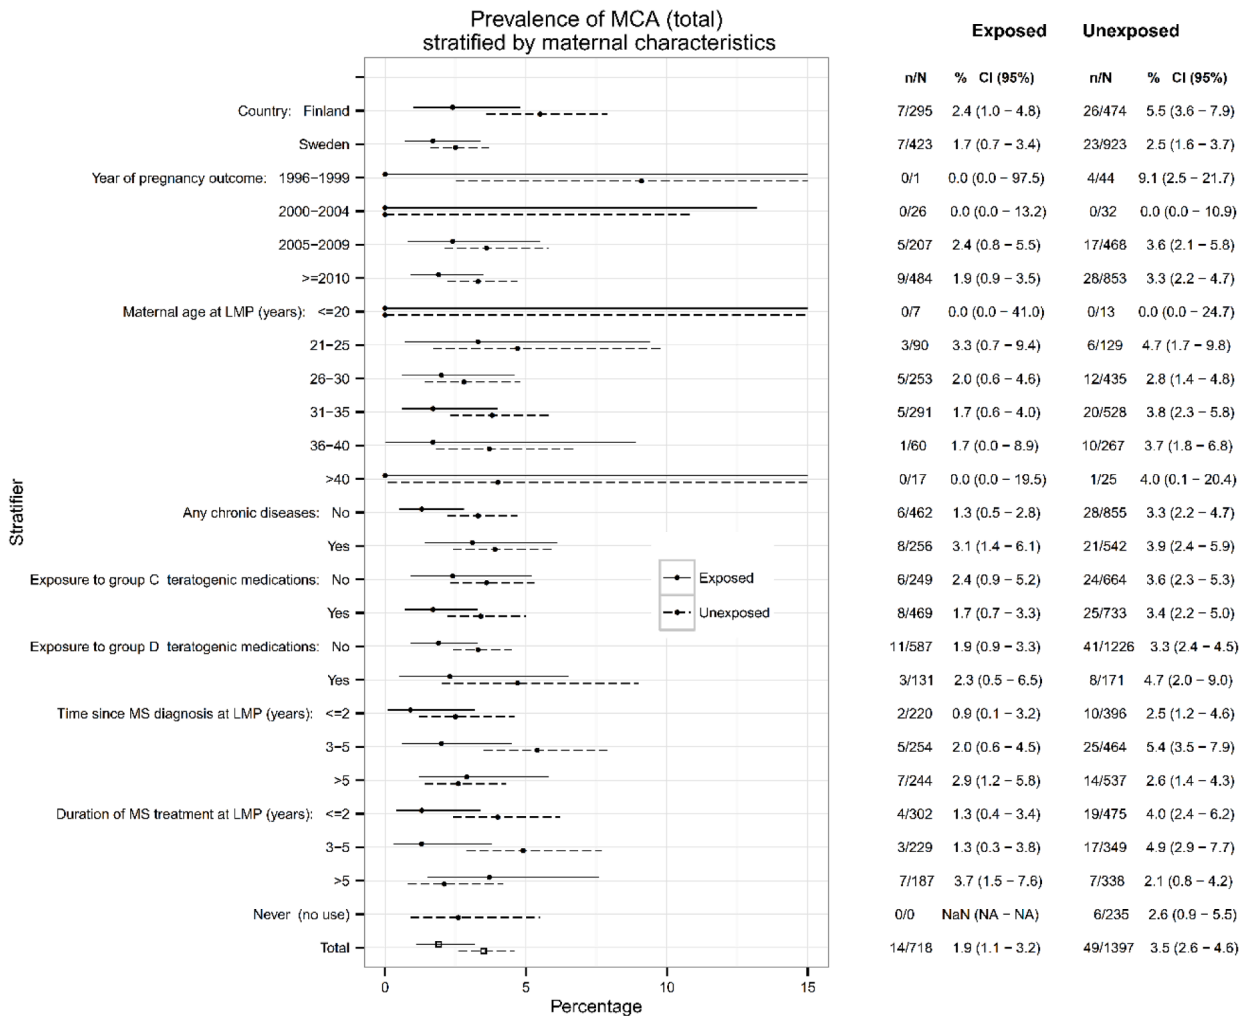 Prevalence of MCA (total)
stratified by maternal characteristics
Exposed Unexposed
n/N % CI (95%) n/N % CI (95%)
Country: Finland 7/295 2.4 (1.0 − 4.8) 26/474 5.5 (3.6 − 7.9)
Sweden 7/423 1.7 (0.7 − 3.4) 23/923 2.5 (1.6 − 3.7)
Year of pregnancy outcome: 1996−1999 0/1 0.0 (0.0 − 97.5) 4/44 9.1 (2.5 − 21.7)
2000−2004 0/26 0.0 (0.0 − 13.2) 0/32 0.0 (0.0 − 10.9)
2005−2009 5/207 2.4 (0.8 − 5.5) 17/468 3.6 (2.1 − 5.8)
>=2010 9/484 1.9 (0.9 − 3.5) 28/853 3.3 (2.2 − 4.7)
Maternal age at LMP (years): <=20 0/7 0.0 (0.0 − 41.0) 0/13 0.0 (0.0 − 24.7)
21−25 3/90 3.3 (0.7 − 9.4) 6/129 4.7 (1.7 − 9.8)
26−30 5/253 2.0 (0.6 − 4.6) 12/435 2.8 (1.4 − 4.8)
31−35 5/291 1.7 (0.6 − 4.0) 20/528 3.8 (2.3 − 5.8)
36−40 1/60 1.7 (0.0 − 8.9) 10/267 3.7 (1.8 − 6.8)
>40 0/17 0.0 (0.0 − 19.5) 1/25 4.0 (0.1 − 20.4)
Any chronic diseases: No 6/462 1.3 (0.5 − 2.8) 28/855 3.3 (2.2 − 4.7)
Yes 8/256 3.1 (1.4 − 6.1) 21/542 3.9 (2.4 − 5.9)
Exposure to group C teratogenic medications: No 6/249 2.4 (0.9 − 5.2) 24/664 3.6 (2.3 − 5.3)
Yes 8/469 1.7 (0.7 − 3.3) 25/733 3.4 (2.2 − 5.0)
Exposure to group D teratogenic medications: No 11/587 1.9 (0.9 − 3.3) 41/1226 3.3 (2.4 − 4.5)
Yes 3/131 2.3 (0.5 − 6.5) 8/171 4.7 (2.0 − 9.0)
Time since MS diagnosis at LMP (years): <=2 2/220 0.9 (0.1 − 3.2) 10/396 2.5 (1.2 − 4.6)
3−5 5/254 2.0 (0.6 − 4.5) 25/464 5.4 (3.5 − 7.9)
>5 7/244 2.9 (1.2 − 5.8) 14/537 2.6 (1.4 − 4.3)
Duration of MS treatment at LMP (years): <=2 4/302 1.3 (0.4 − 3.4) 19/475 4.0 (2.4 − 6.2)
3−5 3/229 1.3 (0.3 − 3.8) 17/349 4.9 (2.9 − 7.7)
>5 7/187 3.7 (1.5 − 7.6) 7/338 2.1 (0.8 − 4.2)
Never (no use) 0/0 NaN (NA − NA) 6/235 2.6 (0.9 − 5.5)
Total 14/718 1.9 (1.1 − 3.2) 49/1397 3.5 (2.6 − 4.6)
Stratifier
Exposed
Unexposed
0 5 10 15
Percentage